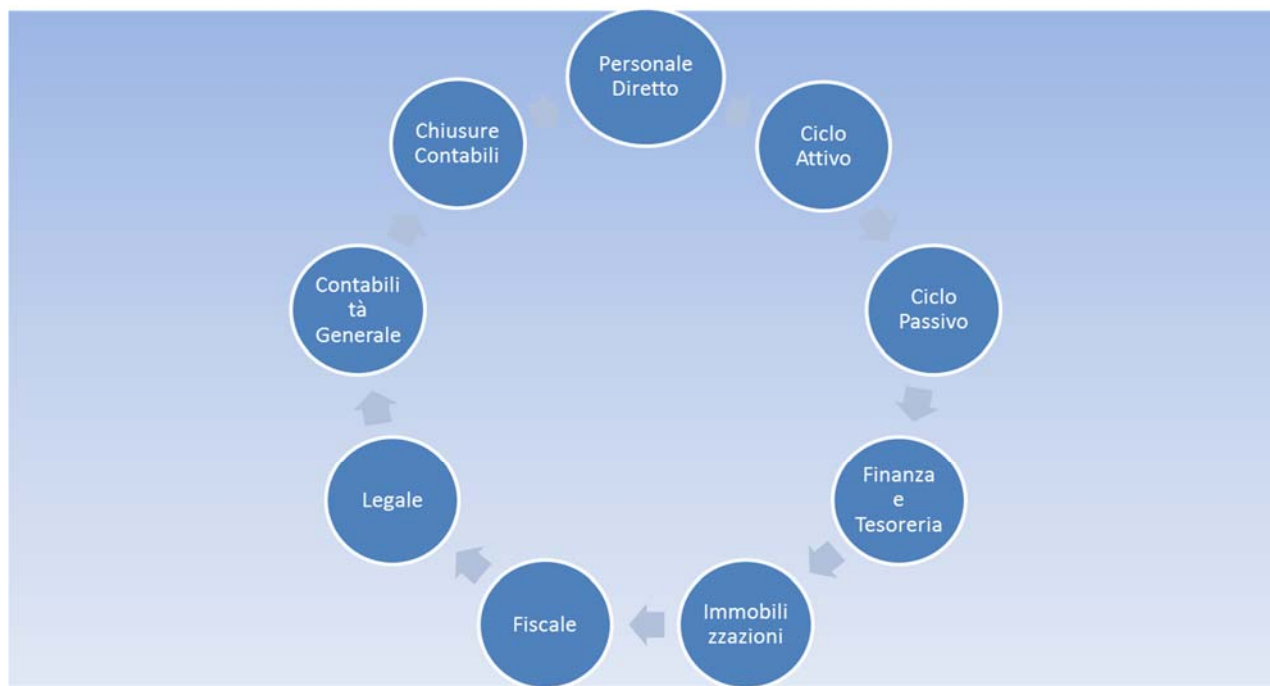 Personale
Diretto
Ciclo
Attivo
Ciclo
Passivo
Finanza
e
Tesoreria
Immobili
zzazioni
Fiscale
Legale
Contabili
tà
Generale
Chiusure
Contabili